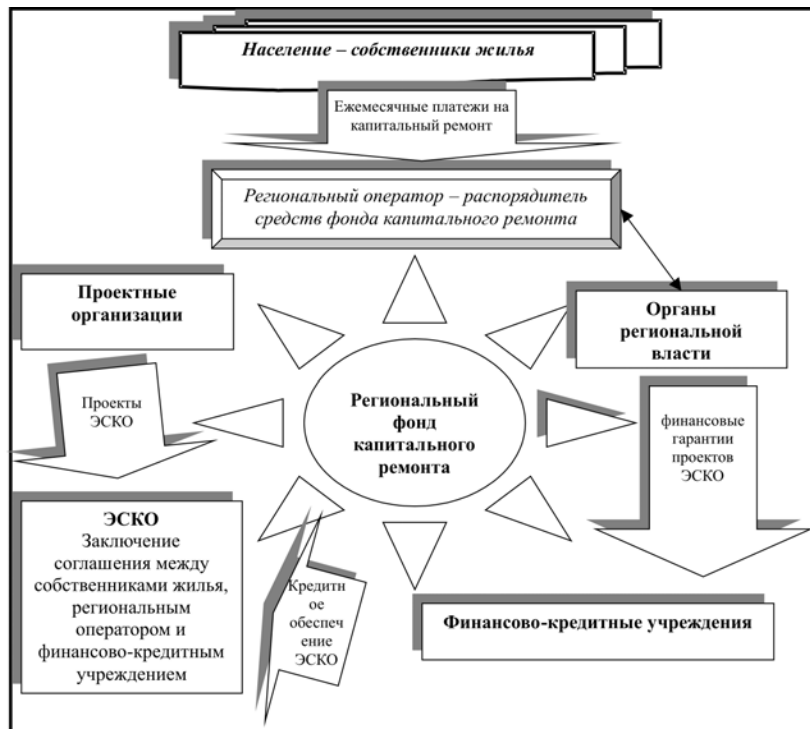 Население – собственники жилья
Ежемесячные платежи на
капитальный ремонт
Региональный оператор – распорядитель
средств фонда капитального ремонта
Проектные
организации
Органы
региональной
власти
Проекты
ЭСКО
Региональный
фонд
капитального
ремонта
финансовые
гарантии
проектов
ЭСКО
ЭСКО
Заключение
соглашения между
собственниками жилья,
региональным
оператором и
финансово-кредитным
учреждением
Кредитн
ое
обеспеч
ение
ЭСКО
Финансово-кредитные учреждения